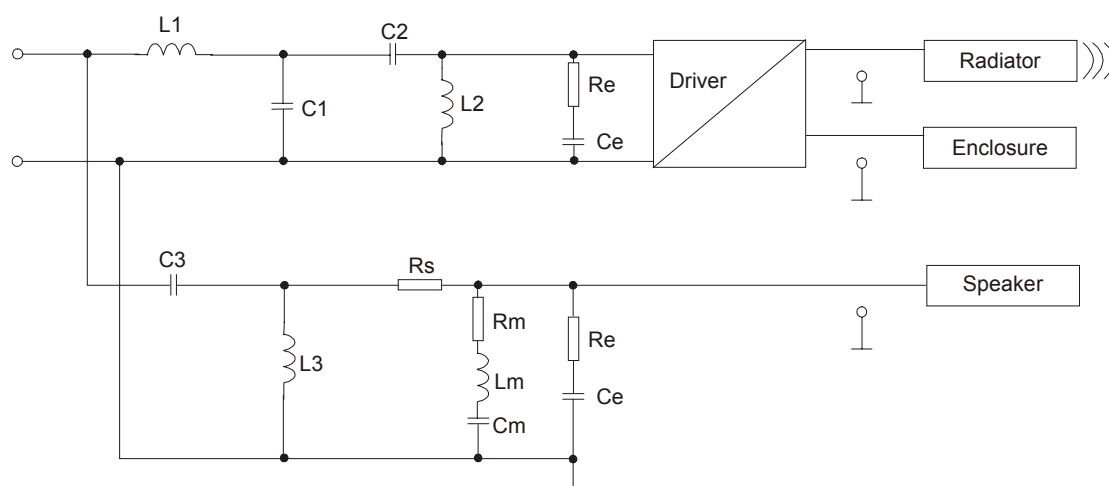 L1
C2
C1
L2
Re
Ce
Driver
Radiator
Enclosure
C3
Rs
Speaker
L3
Rm
Lm
Cm
Re
Ce